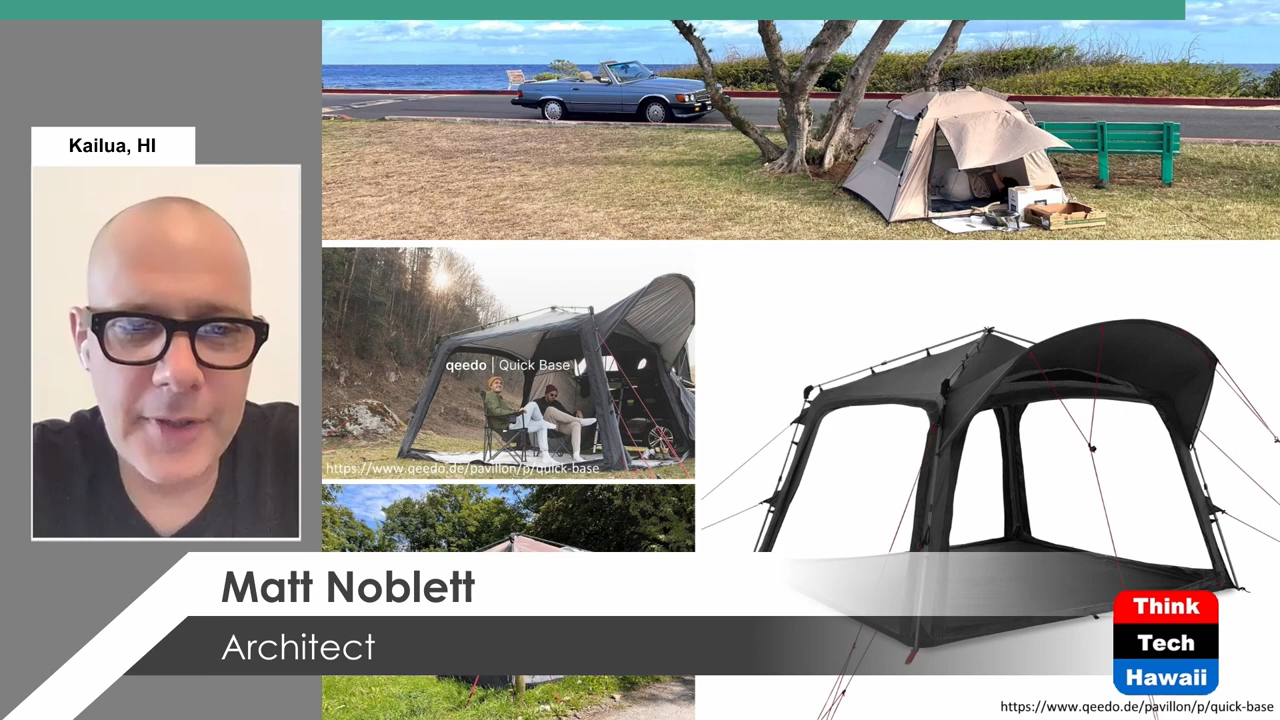 Kailua, HI
qeedo | Quick Base
https://www.qeedo.de/pavillon/p/quick-base
Matt Noblett
Architect
Think
Tech
Hawaii
https://www.qeedo.de/pavillon/p/quick-base